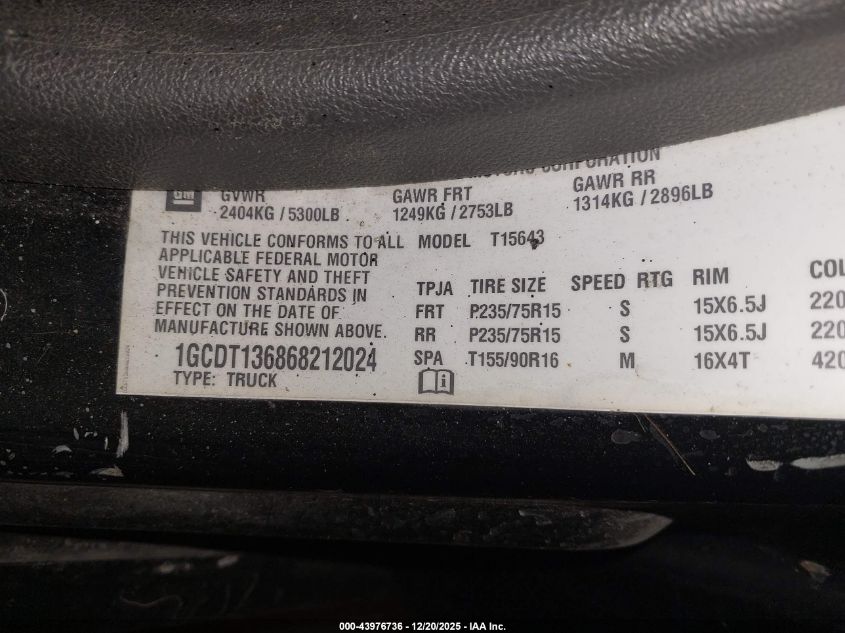 CORPORATION
GM GVWR GAWR FRT GAWR RR
2404KG / 5300LB 1249KG / 2753LB 1314KG / 2896LB
THIS VEHICLE CONFORMS TO ALL
APPLICABLE FEDERAL MOTOR
VEHICLE SAFETY AND THEFT
PREVENTION STANDARDS IN
EFFECT ON THE DATE OF
MANUFACTURE SHOWN ABOVE.
1GCDT136868212024
TYPE: TRUCK
MODEL T15643
TPJA TIRE SIZE SPEED RTG RIM
FRT P235/75R15 S 15X6.5J 220
RR P235/75R15 S 15X6.5J 220
SPA T155/90R16 M 16X4T 420
000-43976736 - 12/20/2025 - IAA Inc.